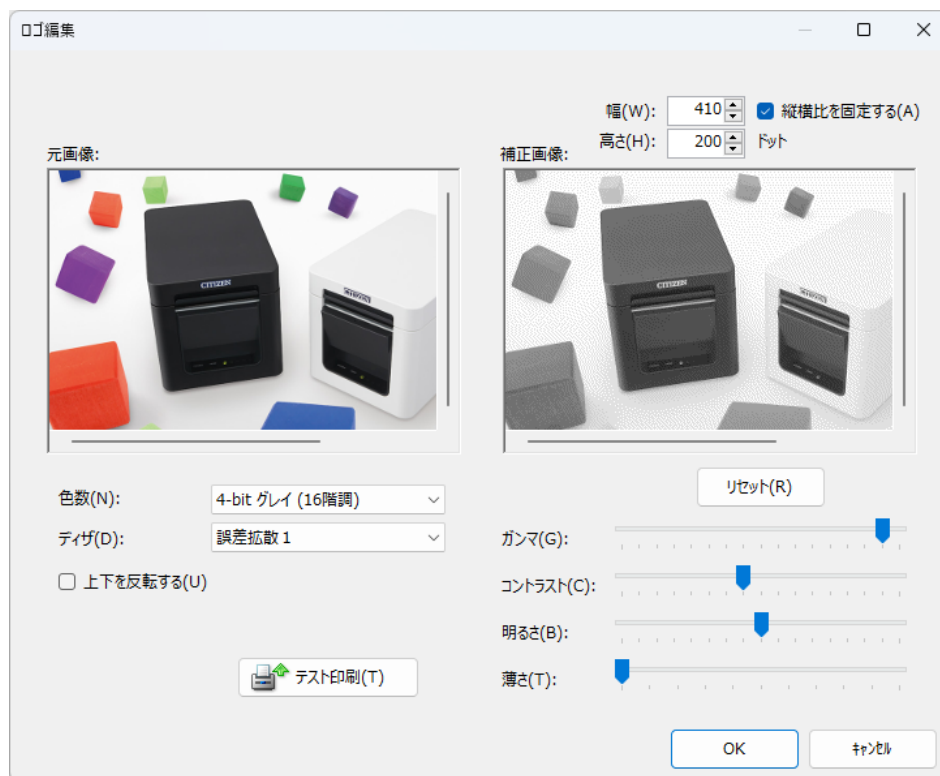 ロゴ編集
幅(W):
410
縦横比を固定する(A)
高さ(H):
200
ドット
元画像:
補正画像:
CITIZEN
CITIZEN
リセット(R)
色数(N):
4-bit グレイ (16階調)
ディザ(D):
誤差拡散 1
上下を反転する(U)
ガンマ(G):
コントラスト(C):
明るさ(B):
薄さ(T):
テスト印刷(T)
OK
キャンセル